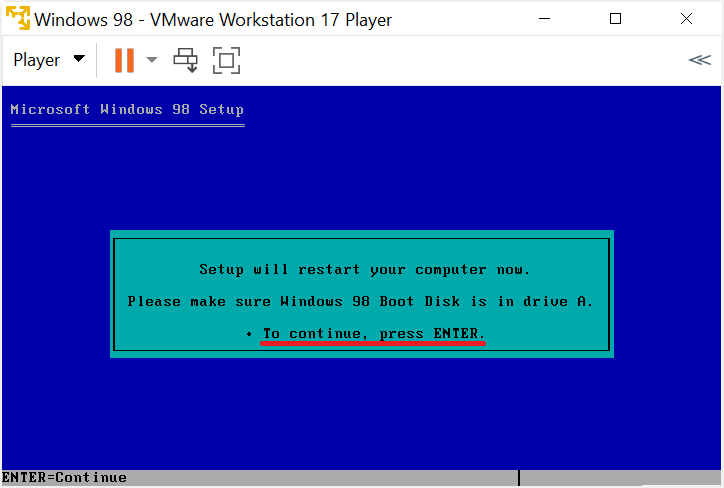 Windows 98 - VMware Workstation 17 Player
Player
Microsoft Windows 98 Setup
Setup will restart your computer now.
Please make sure Windows 98 Boot Disk is in drive A.
• To continue, press ENTER.
ENTER=Continue